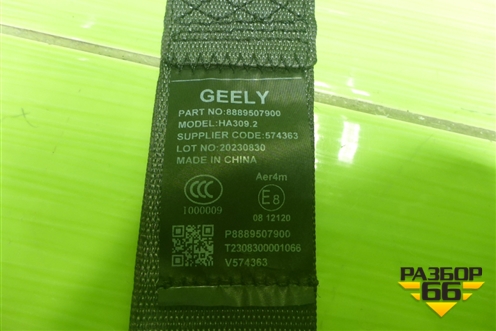 GEELY
PART NO:8889507900
MODEL:HA309.2
SUPPLIER CODE:574363
LOT NO:20230830
MADE IN CHINA
CCC
1000009
Aer4m
E8
08 12120
P8889507900
T2308300001066
V574363
РАЗБОР
66